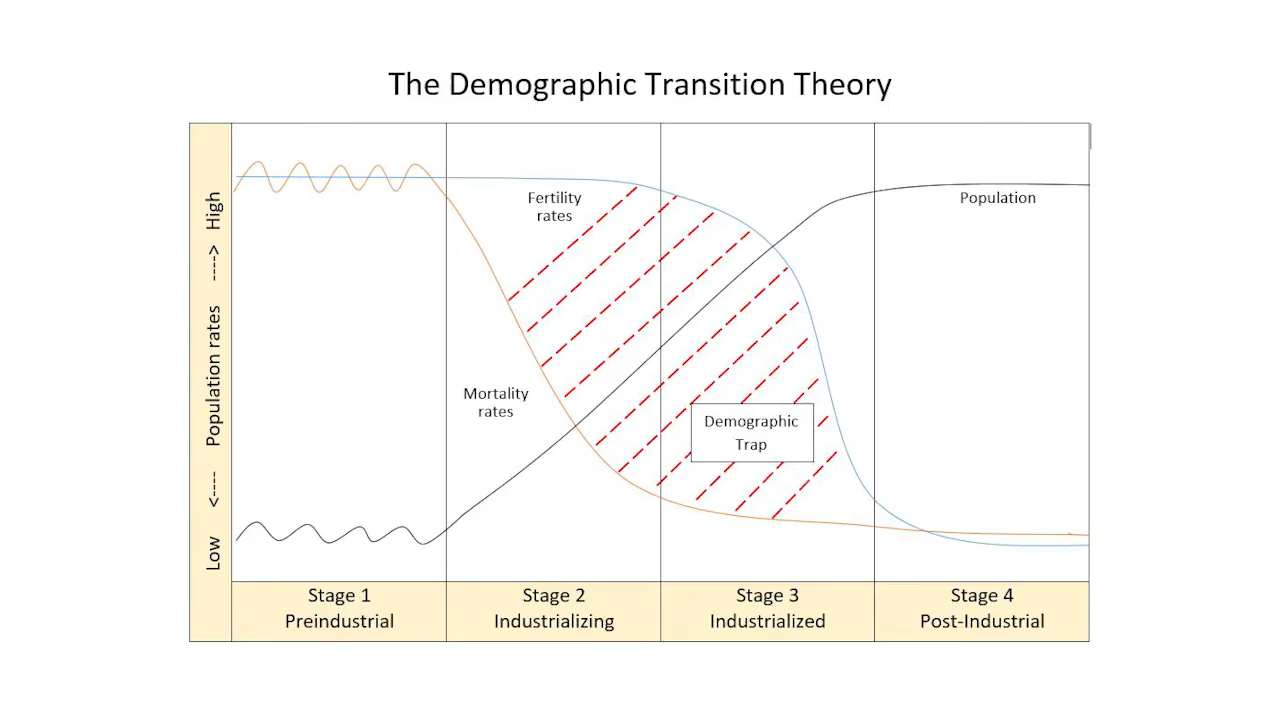 The Demographic Transition Theory
Low <---- Population rates ----> High
Fertility
rates
Population
Mortality
rates
Demographic
Trap
Stage 1
Preindustrial
Stage 2
Industrializing
Stage 3
Industrialized
Stage 4
Post-Industrial